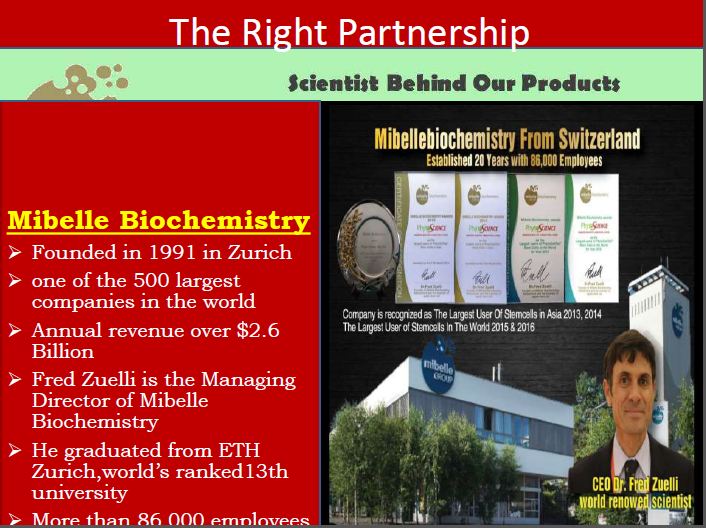 The Right Partnership
Scientist Behind Our Products
Mibelle Biochemistry
Founded in 1991 in Zurich
one of the 500 largest
companies in the world
Annual revenue over $2.6
Billion
Fred Zuelli is the Managing
Director of Mibelle
Biochemistry
He graduated from ETH
Zurich,world's ranked13th
university
More than 86,000 employees
Mibellebiochemistry From Switzerland
Established 20 Years with 86,000 Employees
PhytoSCIENCE
PhytoSCIENCE
PhytoSCIENCE
PhytoSCIENCE
Company is recognized as The Largest User Of Stemcells in Asia 2013, 2014
The Largest User of Stemcells In The World 2015 & 2016
mibelle
GROUP
CEO Dr. Fred Zuelli
world renowed scientist